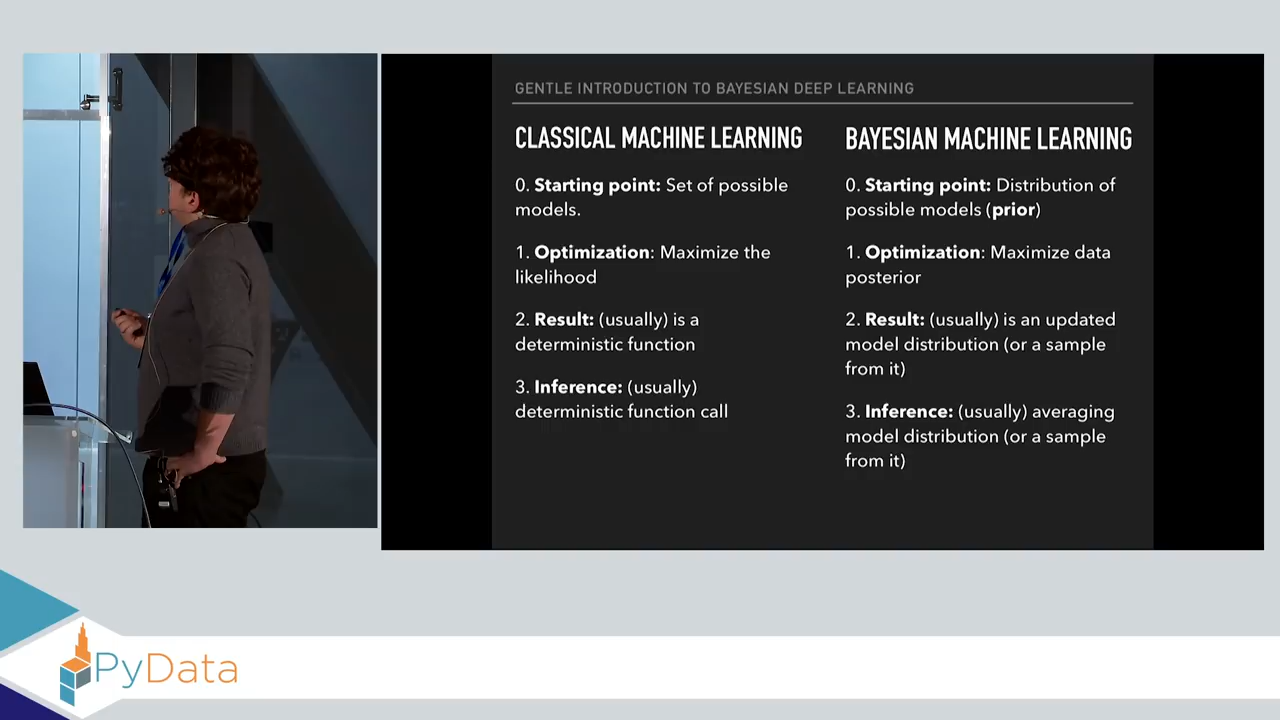 GENTLE INTRODUCTION TO BAYESIAN DEEP LEARNING
CLASSICAL MACHINE LEARNING
0. Starting point: Set of possible
models.
1. Optimization: Maximize the
likelihood
2. Result: (usually) is a
deterministic function
3. Inference: (usually)
deterministic function call
BAYESIAN MACHINE LEARNING
0. Starting point: Distribution of
possible models (prior)
1. Optimization: Maximize data
posterior
2. Result: (usually) is an updated
model distribution (or a sample
from it)
3. Inference: (usually) averaging
model distribution (or a sample
from it)
PyData